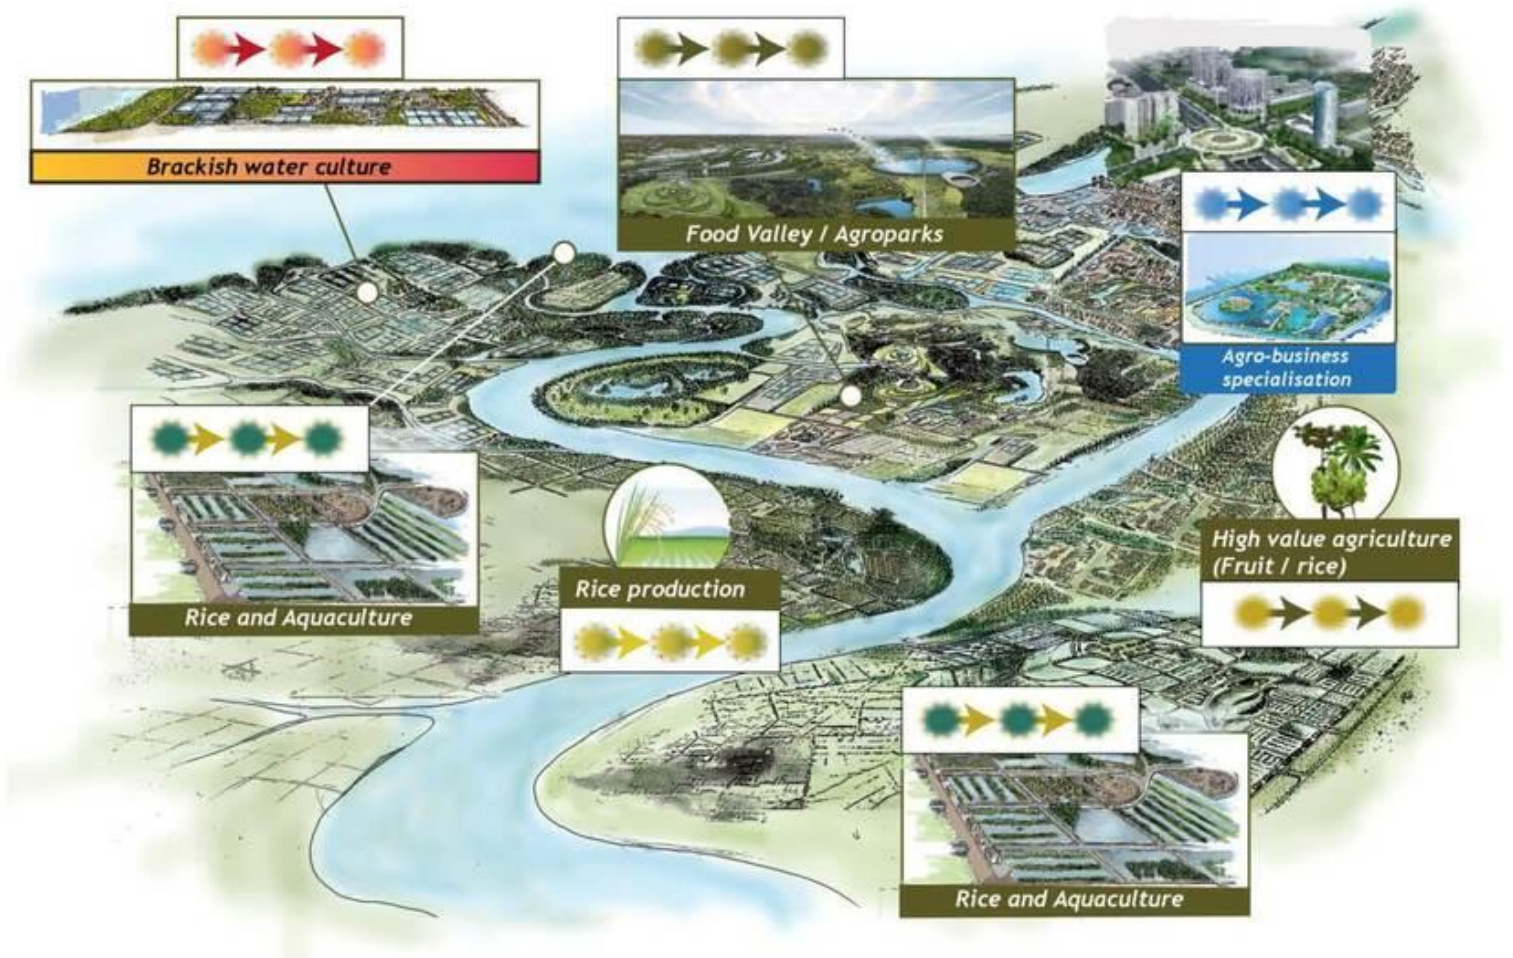 Brackish water culture
Food Valley / Agroparks
Agro-business
specialisation
High value agriculture
(Fruit / rice)
Rice production
Rice and Aquaculture
Rice and Aquaculture